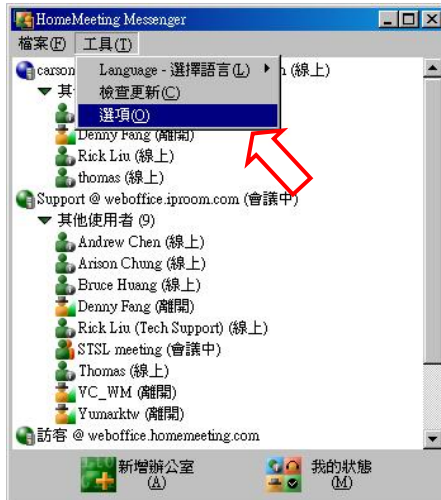 HomeMeeting Messenger
檔案(F) 工具(T)
carson
(線上)
Language - 選擇語言(L)
其
檢查更新(C)
選項(O)
Denny Fang (離開)
Rick Liu (線上)
thomas (線上)
Support @ weboffice.iproom.com (會議中)
其他使用者 (9)
Andrew Chen (線上)
Arison Chung (線上)
Bruce Huang (線上)
Denny Fang (離開)
Rick Liu (Tech Support) (線上)
STSL meeting (會議中)
Thomas (線上)
VC_WM (離開)
Yumarktw (離開)
訪客 @ weboffice.homemeeting.com
新增辦公室 (A)
我的狀態 (M)